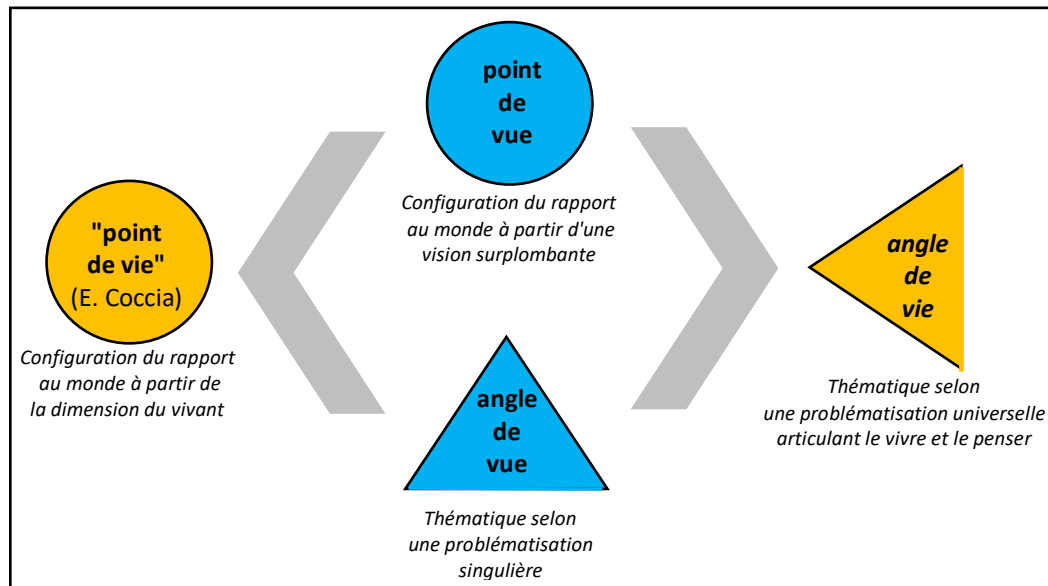 point
de
vue
Configuration du rapport
au monde à partir d'une
vision surplombante
"point
de vie"
(E. Coccia)
Configuration du rapport
au monde à partir de
la dimension du vivant
angle
de
vue
Thématique selon
une problématisation
singulière
angle
de
vie
Thématique selon
une problématisation universelle
articulant le vivre et le penser